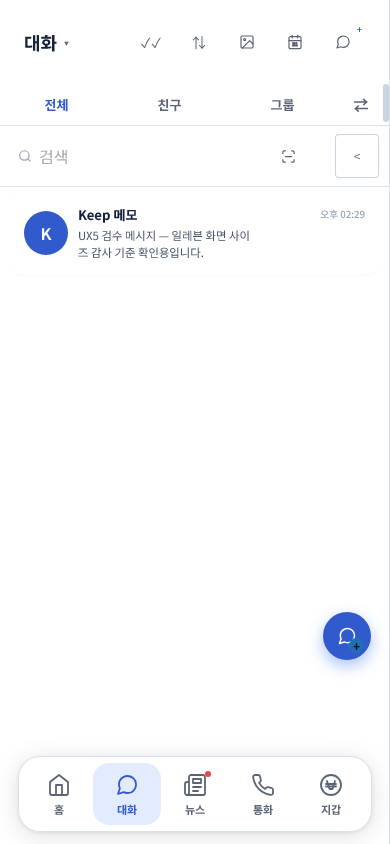 대화 ▾
전체 친구 그룹
검색 <
Keep 메모 오후 02:29
K
UX5 검수 메시지 — 일레븐 화면 사이
즈 감사 기준 확인용입니다.
홈 대화 뉴스 통화 지갑